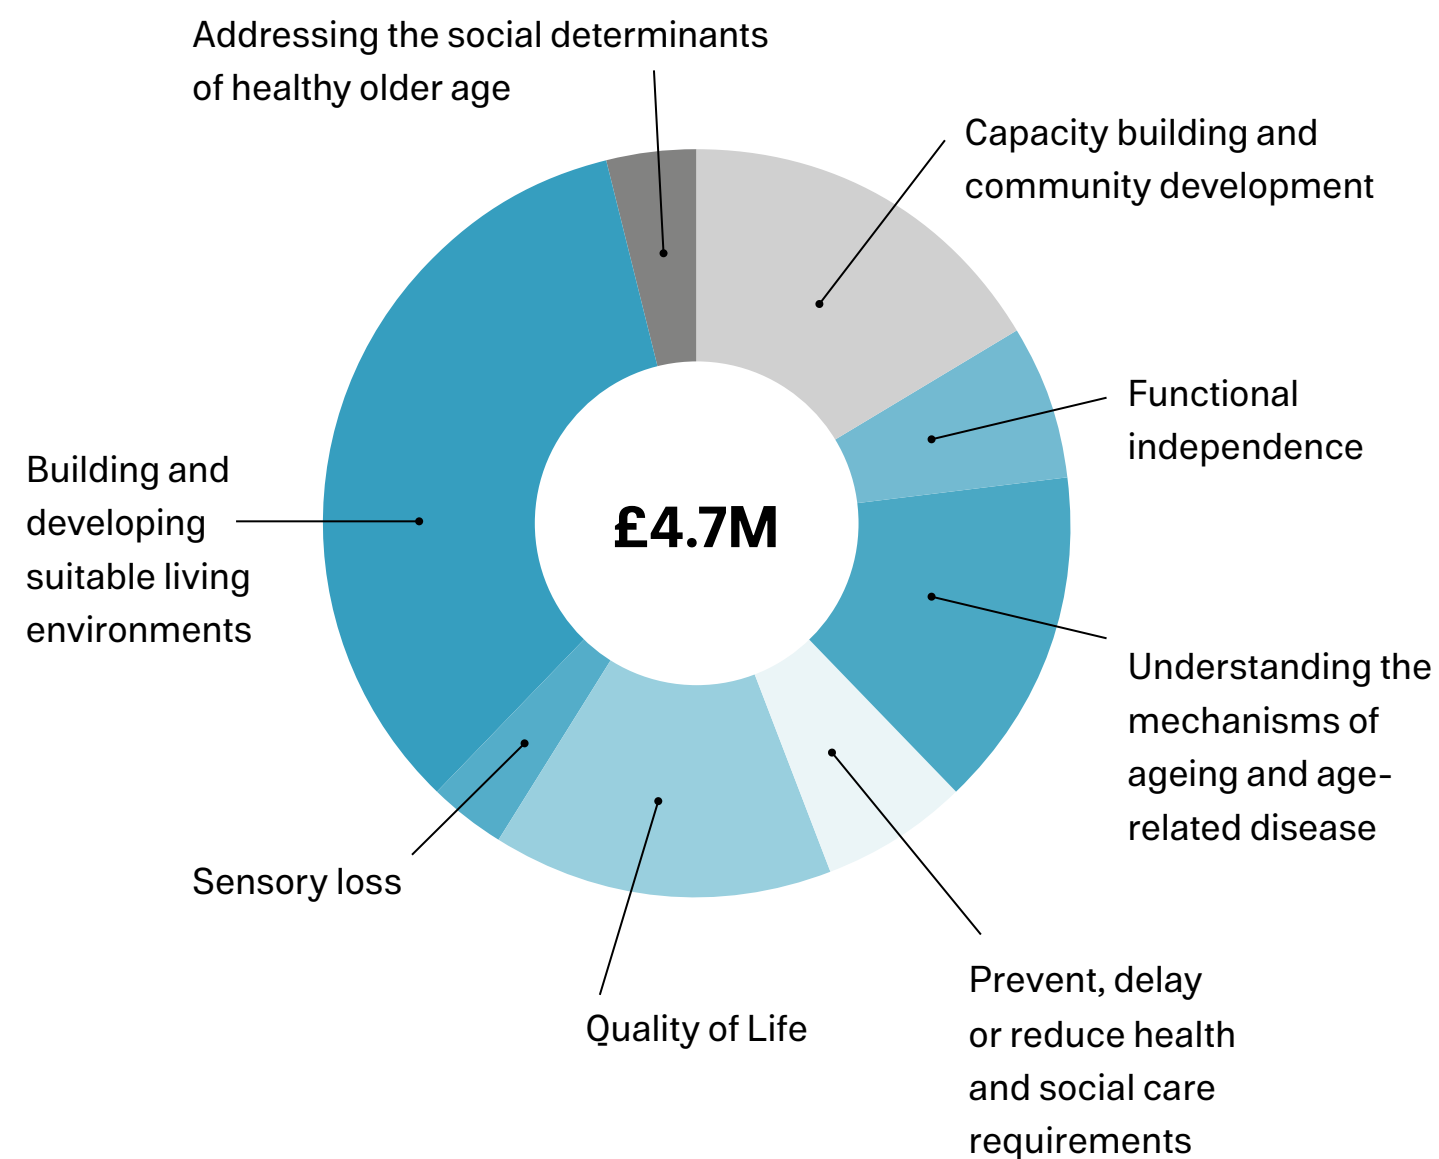 Addressing the social determinants
of healthy older age
Capacity building and
community development
Functional
independence
Building and
developing
suitable living
environments
£4.7M
Understanding the
mechanisms of
ageing and age-
related disease
Sensory loss
Quality of Life
Prevent, delay
or reduce health
and social care
requirements